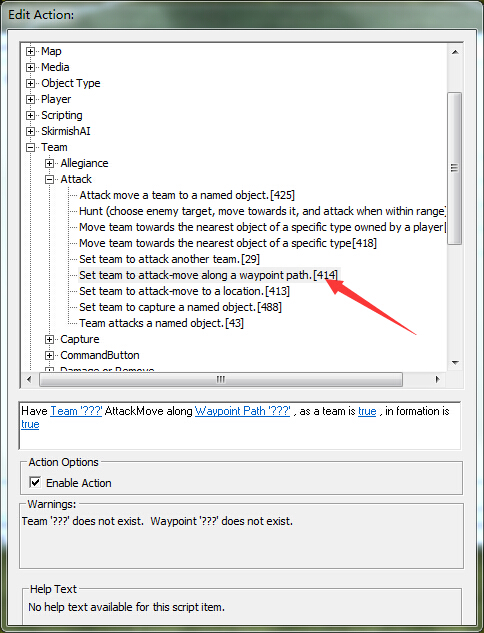 Edit Action:
Map
Media
Object Type
Player
Scripting
SkirmishAI
Team
Allegiance
Attack
Attack move a team to a named object.[425]
Hunt (choose enemy target, move towards it, and attack when within range)
Move team towards the nearest object of a specific type owned by a player[
Move team towards the nearest object of a specific type[418]
Set team to attack another team.[29]
Set team to attack-move along a waypoint path.[414]
Set team to attack-move to a location.[413]
Set team to capture a named object.[488]
Team attacks a named object.[43]
Capture
CommandButton
Damage or Remove
Have Team '???' AttackMove along Waypoint Path '???' , as a team is true , in formation is
true
Action Options
Enable Action
Warnings:
Team '???' does not exist.  Waypoint '???' does not exist.
Help Text
No help text available for this script item.